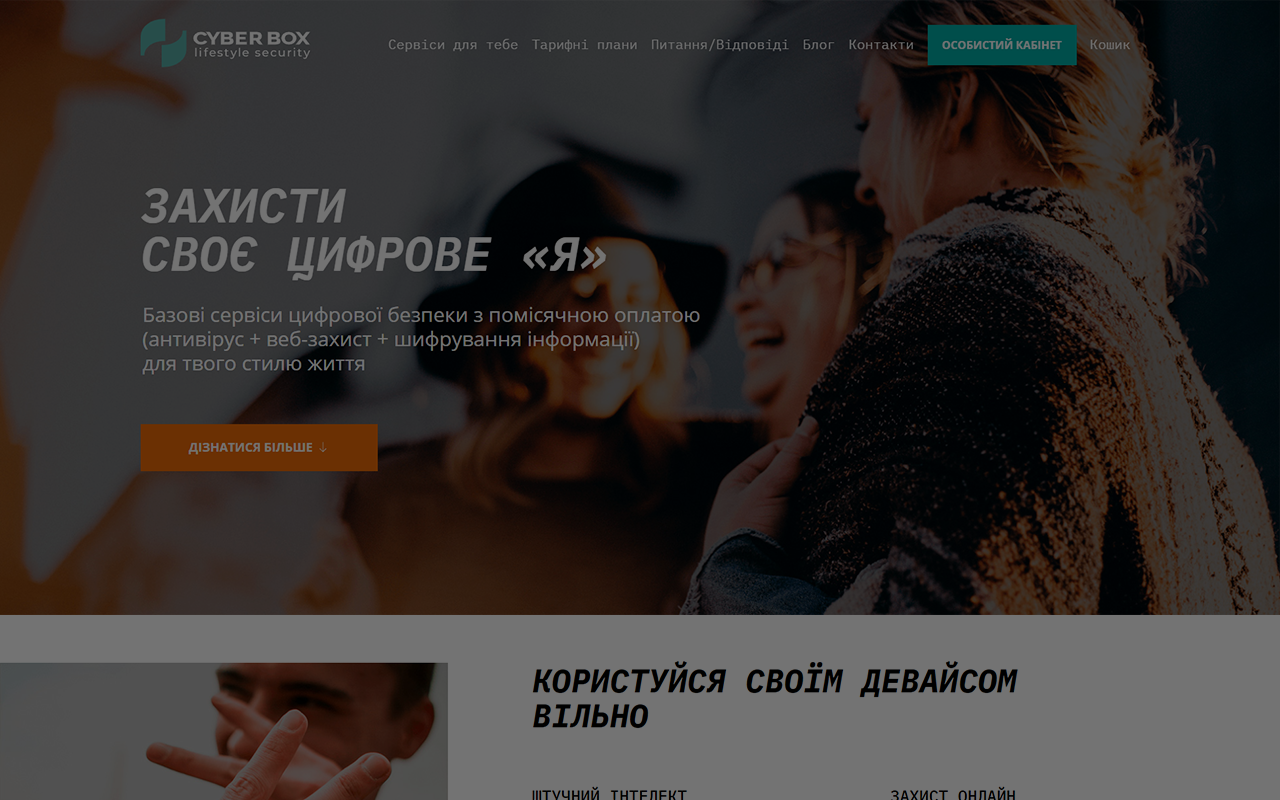 CYBER BOX
lifestyle security
Сервіси для тебе Тарифні плани Питання/Відповіді Блог Контакти ОСОБИСТИЙ КАБІНЕТ Кошик
ЗАХИСТИ
СВОЄ ЦИФРОВЕ «Я»
Базові сервіси цифрової безпеки з помісячною оплатою
(антивірус + веб-захист + шифрування інформації)
для твого стилю життя
ДІЗНАТИСЯ БІЛЬШЕ ↓
КОРИСТУЙСЯ СВОЇМ ДЕВАЙСОМ
ВІЛЬНО
ШТУЧНИЙ ІНТЕЛЕКТ ЗАХИСТ ОНЛАЙН